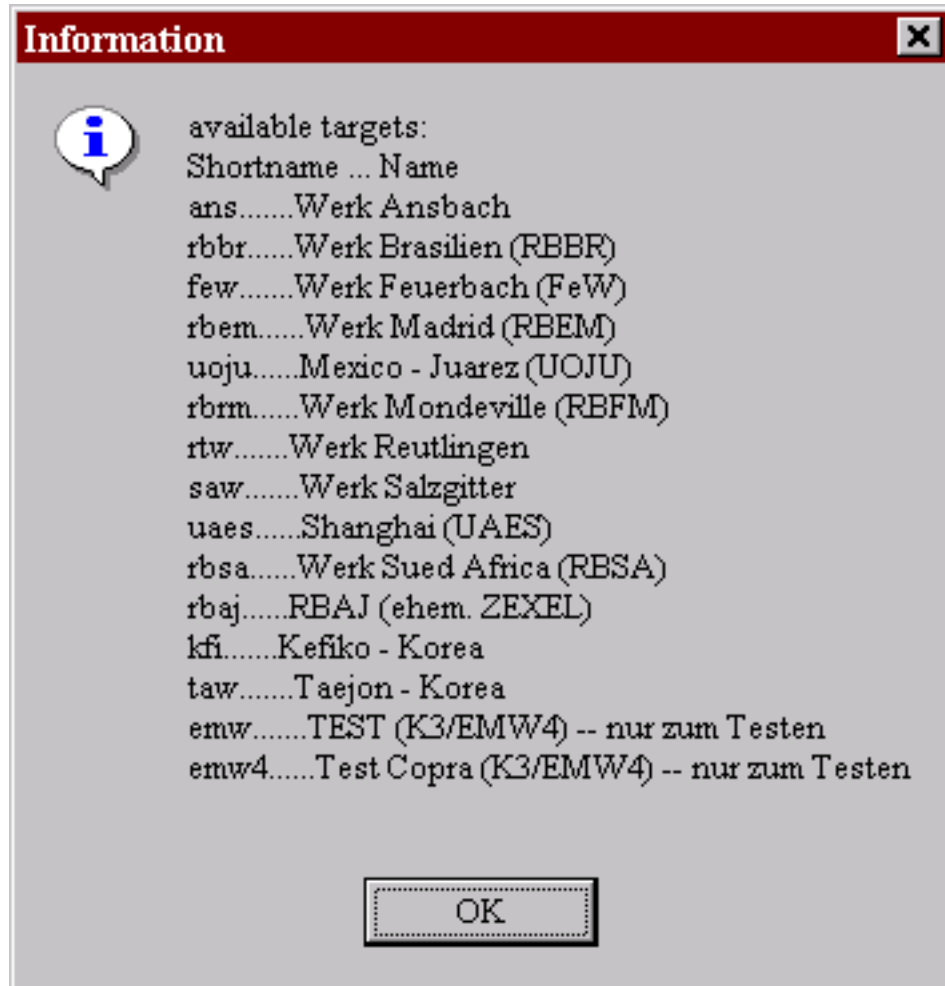 Information
available targets:
Shortname ... Name
ans.......Werk Ansbach
rbbr......Werk Brasilien (RBBR)
few.......Werk Feuerbach (FeW)
rbem......Werk Madrid (RBEM)
uoju......Mexico - Juarez (UOJU)
rbrm......Werk Mondeville (RBFM)
rtw.......Werk Reutlingen
saw.......Werk Salzgitter
uaes......Shanghai (UAES)
rbsa......Werk Sued Africa (RBSA)
rbaj......RBAJ (ehem. ZEXEL)
kfi.......Kefiko - Korea
taw.......Taejon - Korea
emw.......TEST (K3/EMW4) -- nur zum Testen
emw4......Test Copra (K3/EMW4) -- nur zum Testen
OK